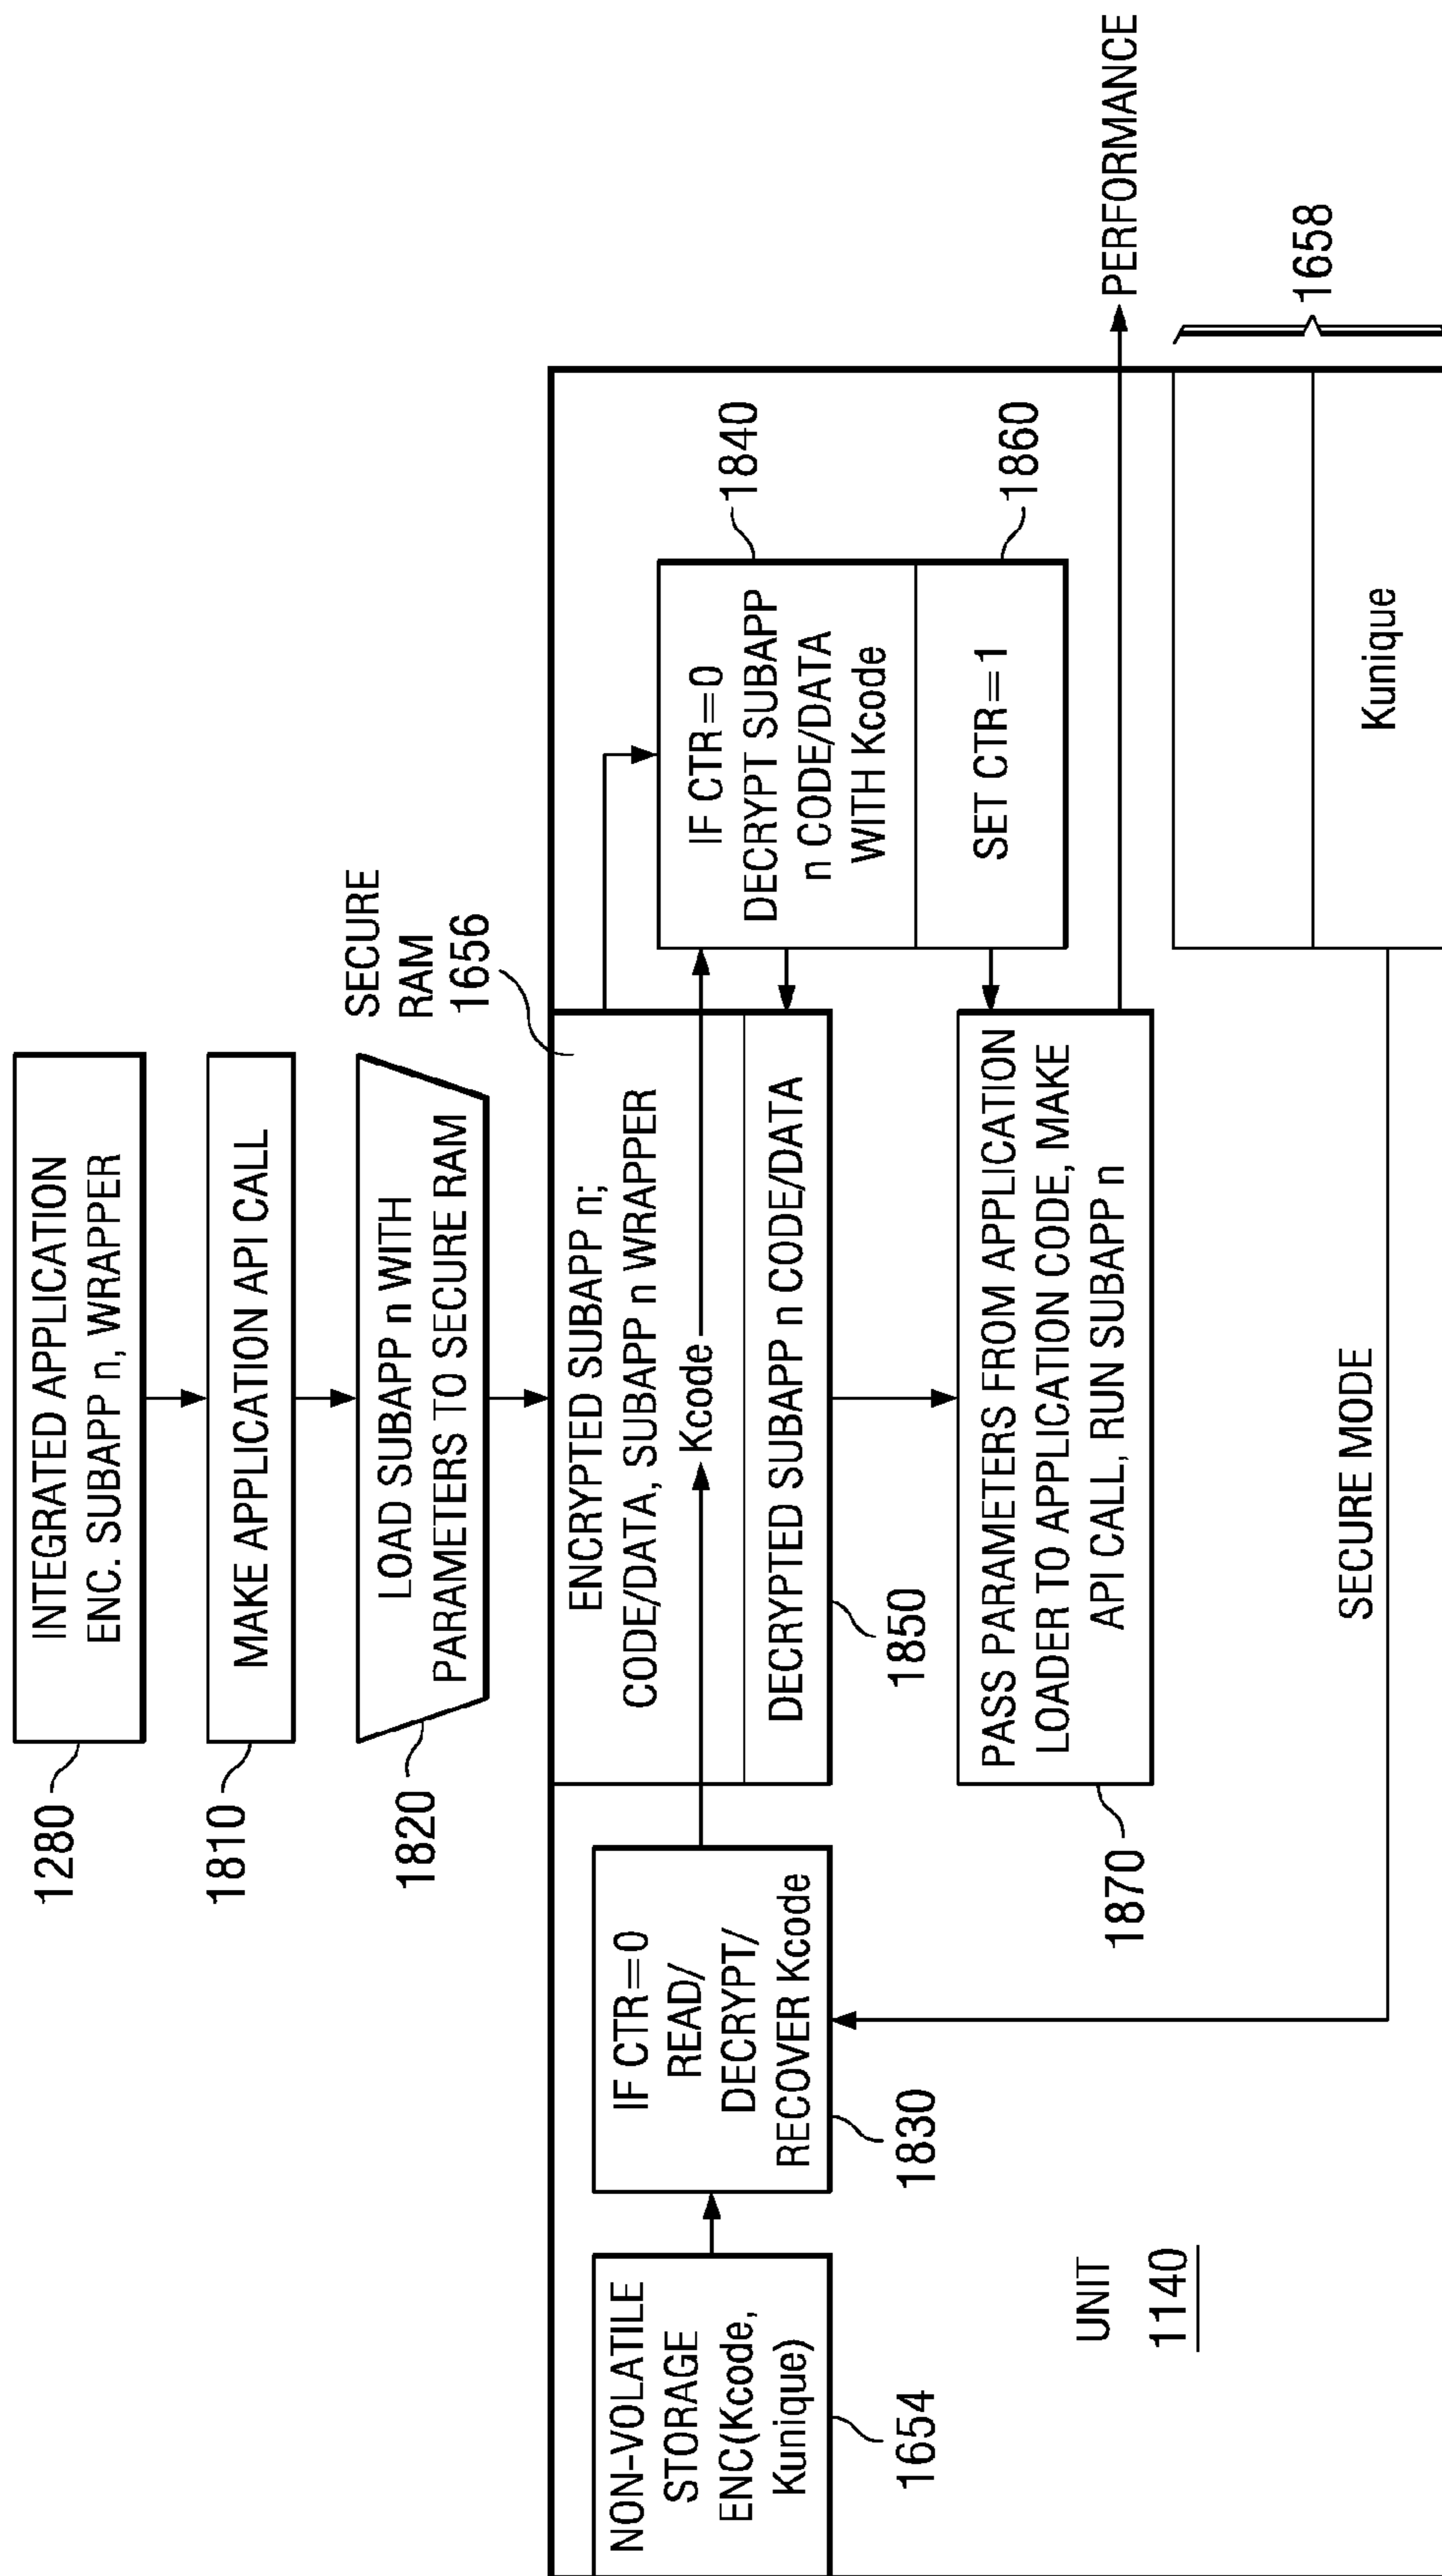 INTEGRATED APPLICATION
ENC. SUBAPP n, WRAPPER
1280
MAKE APPLICATION API CALL
1810
LOAD SUBAPP n WITH
PARAMETERS TO SECURE RAM
1820
SECURE
RAM
1656
NON-VOLATILE
STORAGE
ENC(Kcode,
Kunique)
1654
IF CTR=0
READ/
DECRYPT/
RECOVER Kcode
1830
ENCRYPTED SUBAPP n;
CODE/DATA, SUBAPP n WRAPPER
Kcode
DECRYPTED SUBAPP n CODE/DATA
1850
IF CTR=0
DECRYPT SUBAPP
n CODE/DATA
WITH Kcode
1840
SET CTR=1
1860
PASS PARAMETERS FROM APPLICATION
LOADER TO APPLICATION CODE, MAKE
API CALL, RUN SUBAPP n
1870
PERFORMANCE
UNIT
1140
SECURE MODE
Kunique
1658